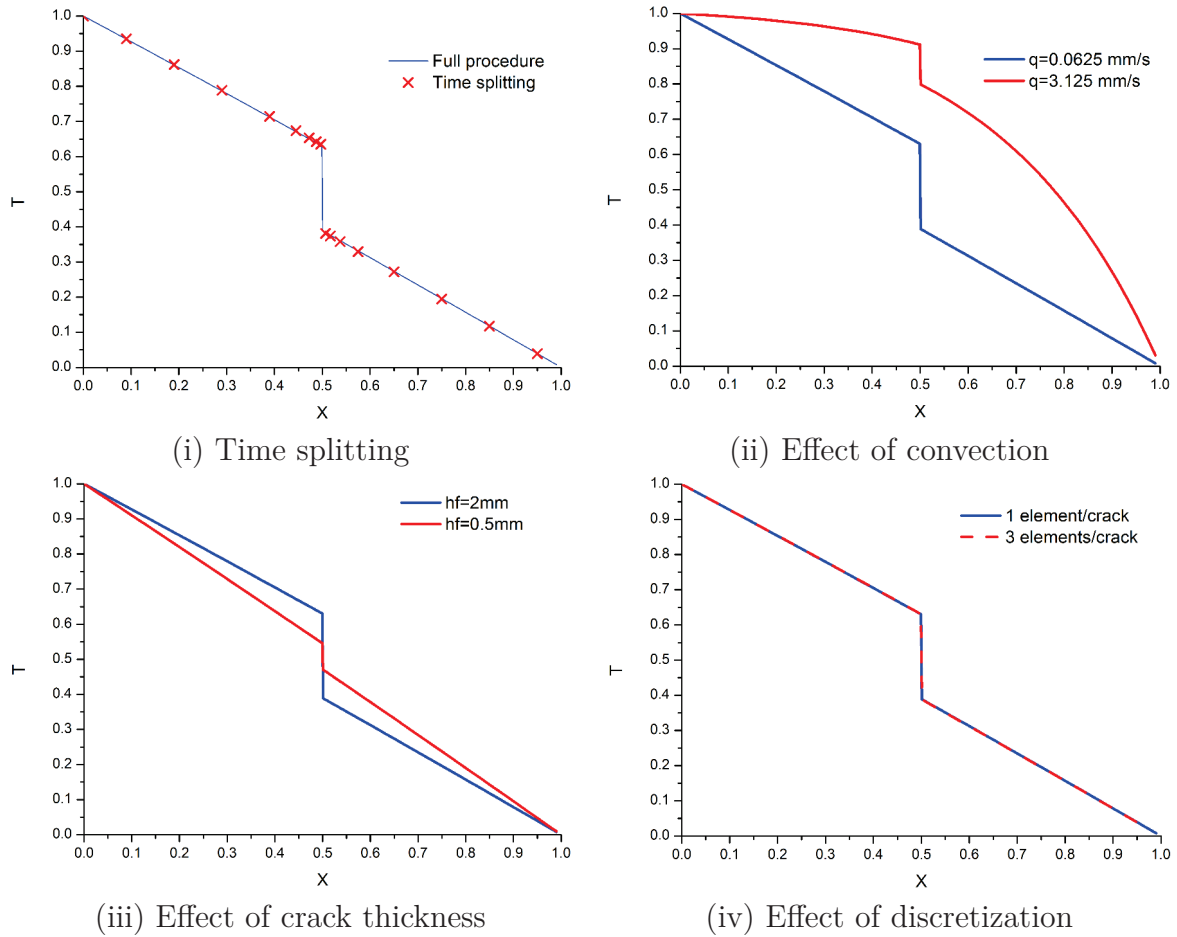 1.0
0.9
0.8
0.7
0.6
0.5
0.4
0.3
0.2
0.1
0.0
T
Full procedure
Time splitting
0.0 0.1 0.2 0.3 0.4 0.5 0.6 0.7 0.8 0.9 1.0
X
(i) Time splitting
1.0
0.9
0.8
0.7
0.6
0.5
0.4
0.3
0.2
0.1
0.0
T
q=0.0625 mm/s
q=3.125 mm/s
0.0 0.1 0.2 0.3 0.4 0.5 0.6 0.7 0.8 0.9 1.0
X
(ii) Effect of convection
1.0
0.9
0.8
0.7
0.6
0.5
0.4
0.3
0.2
0.1
0.0
T
hf=2mm
hf=0.5mm
0.0 0.1 0.2 0.3 0.4 0.5 0.6 0.7 0.8 0.9 1.0
X
(iii) Effect of crack thickness
1.0
0.9
0.8
0.7
0.6
0.5
0.4
0.3
0.2
0.1
0.0
T
1 element/crack
3 elements/crack
0.0 0.1 0.2 0.3 0.4 0.5 0.6 0.7 0.8 0.9 1.0
X
(iv) Effect of discretization